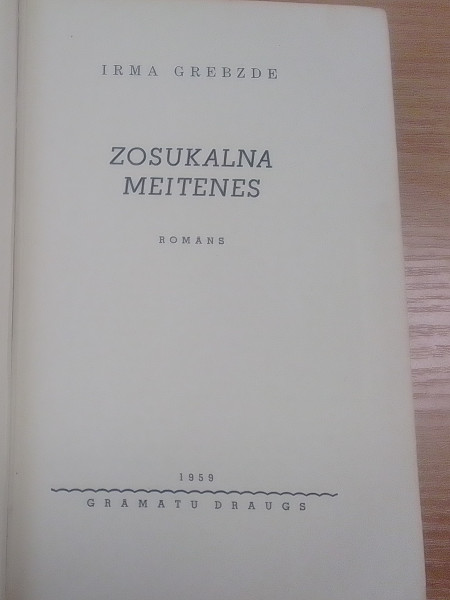 IRMA GREBZDE
ZOSUKALNA
MEITENES
ROMANS
1959
GRAMATU DRAUGS